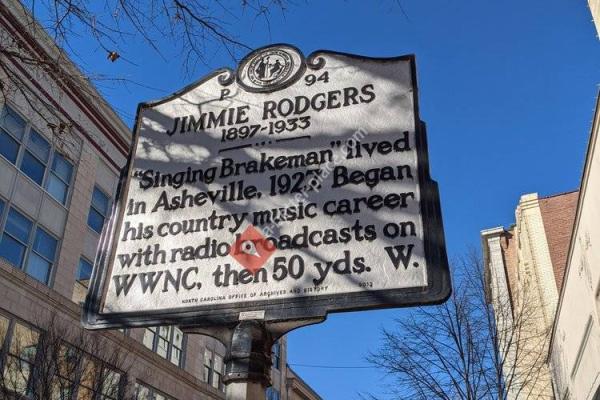 P 94
JIMMIE RODGERS
1897-1933
"Singing Brakeman" lived
in Asheville, 1927. Began
his country music career
with radio broadcasts on
WWNC, then 50 yds. W.
NORTH CAROLINA OFFICE OF ARCHIVES AND HISTORY 2012